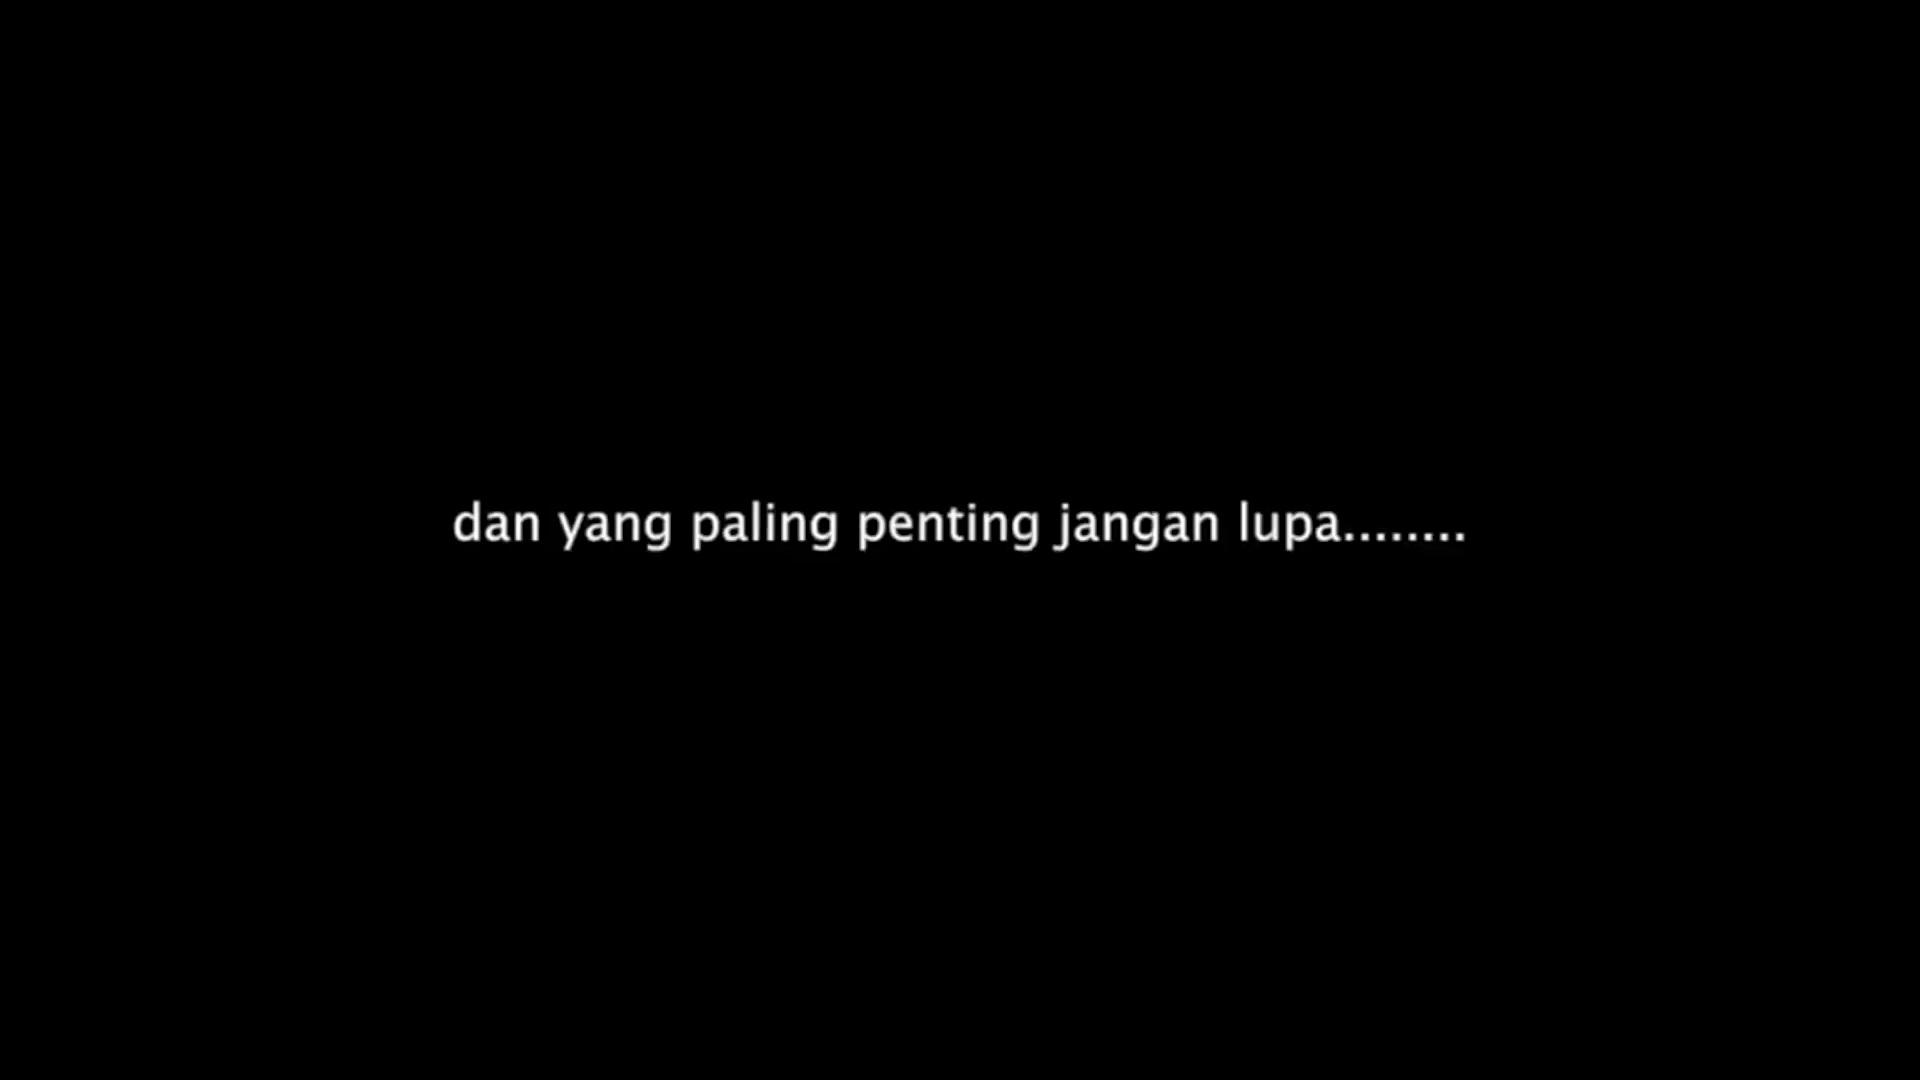 dan yang paling penting jangan lupa........